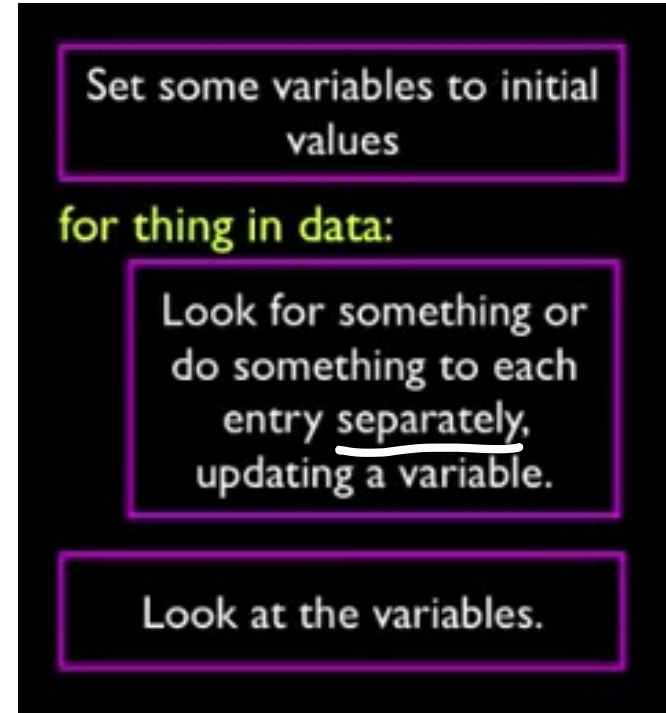 Set some variables to initial
values
for thing in data:
Look for something or
do something to each
entry separately,
updating a variable.
Look at the variables.